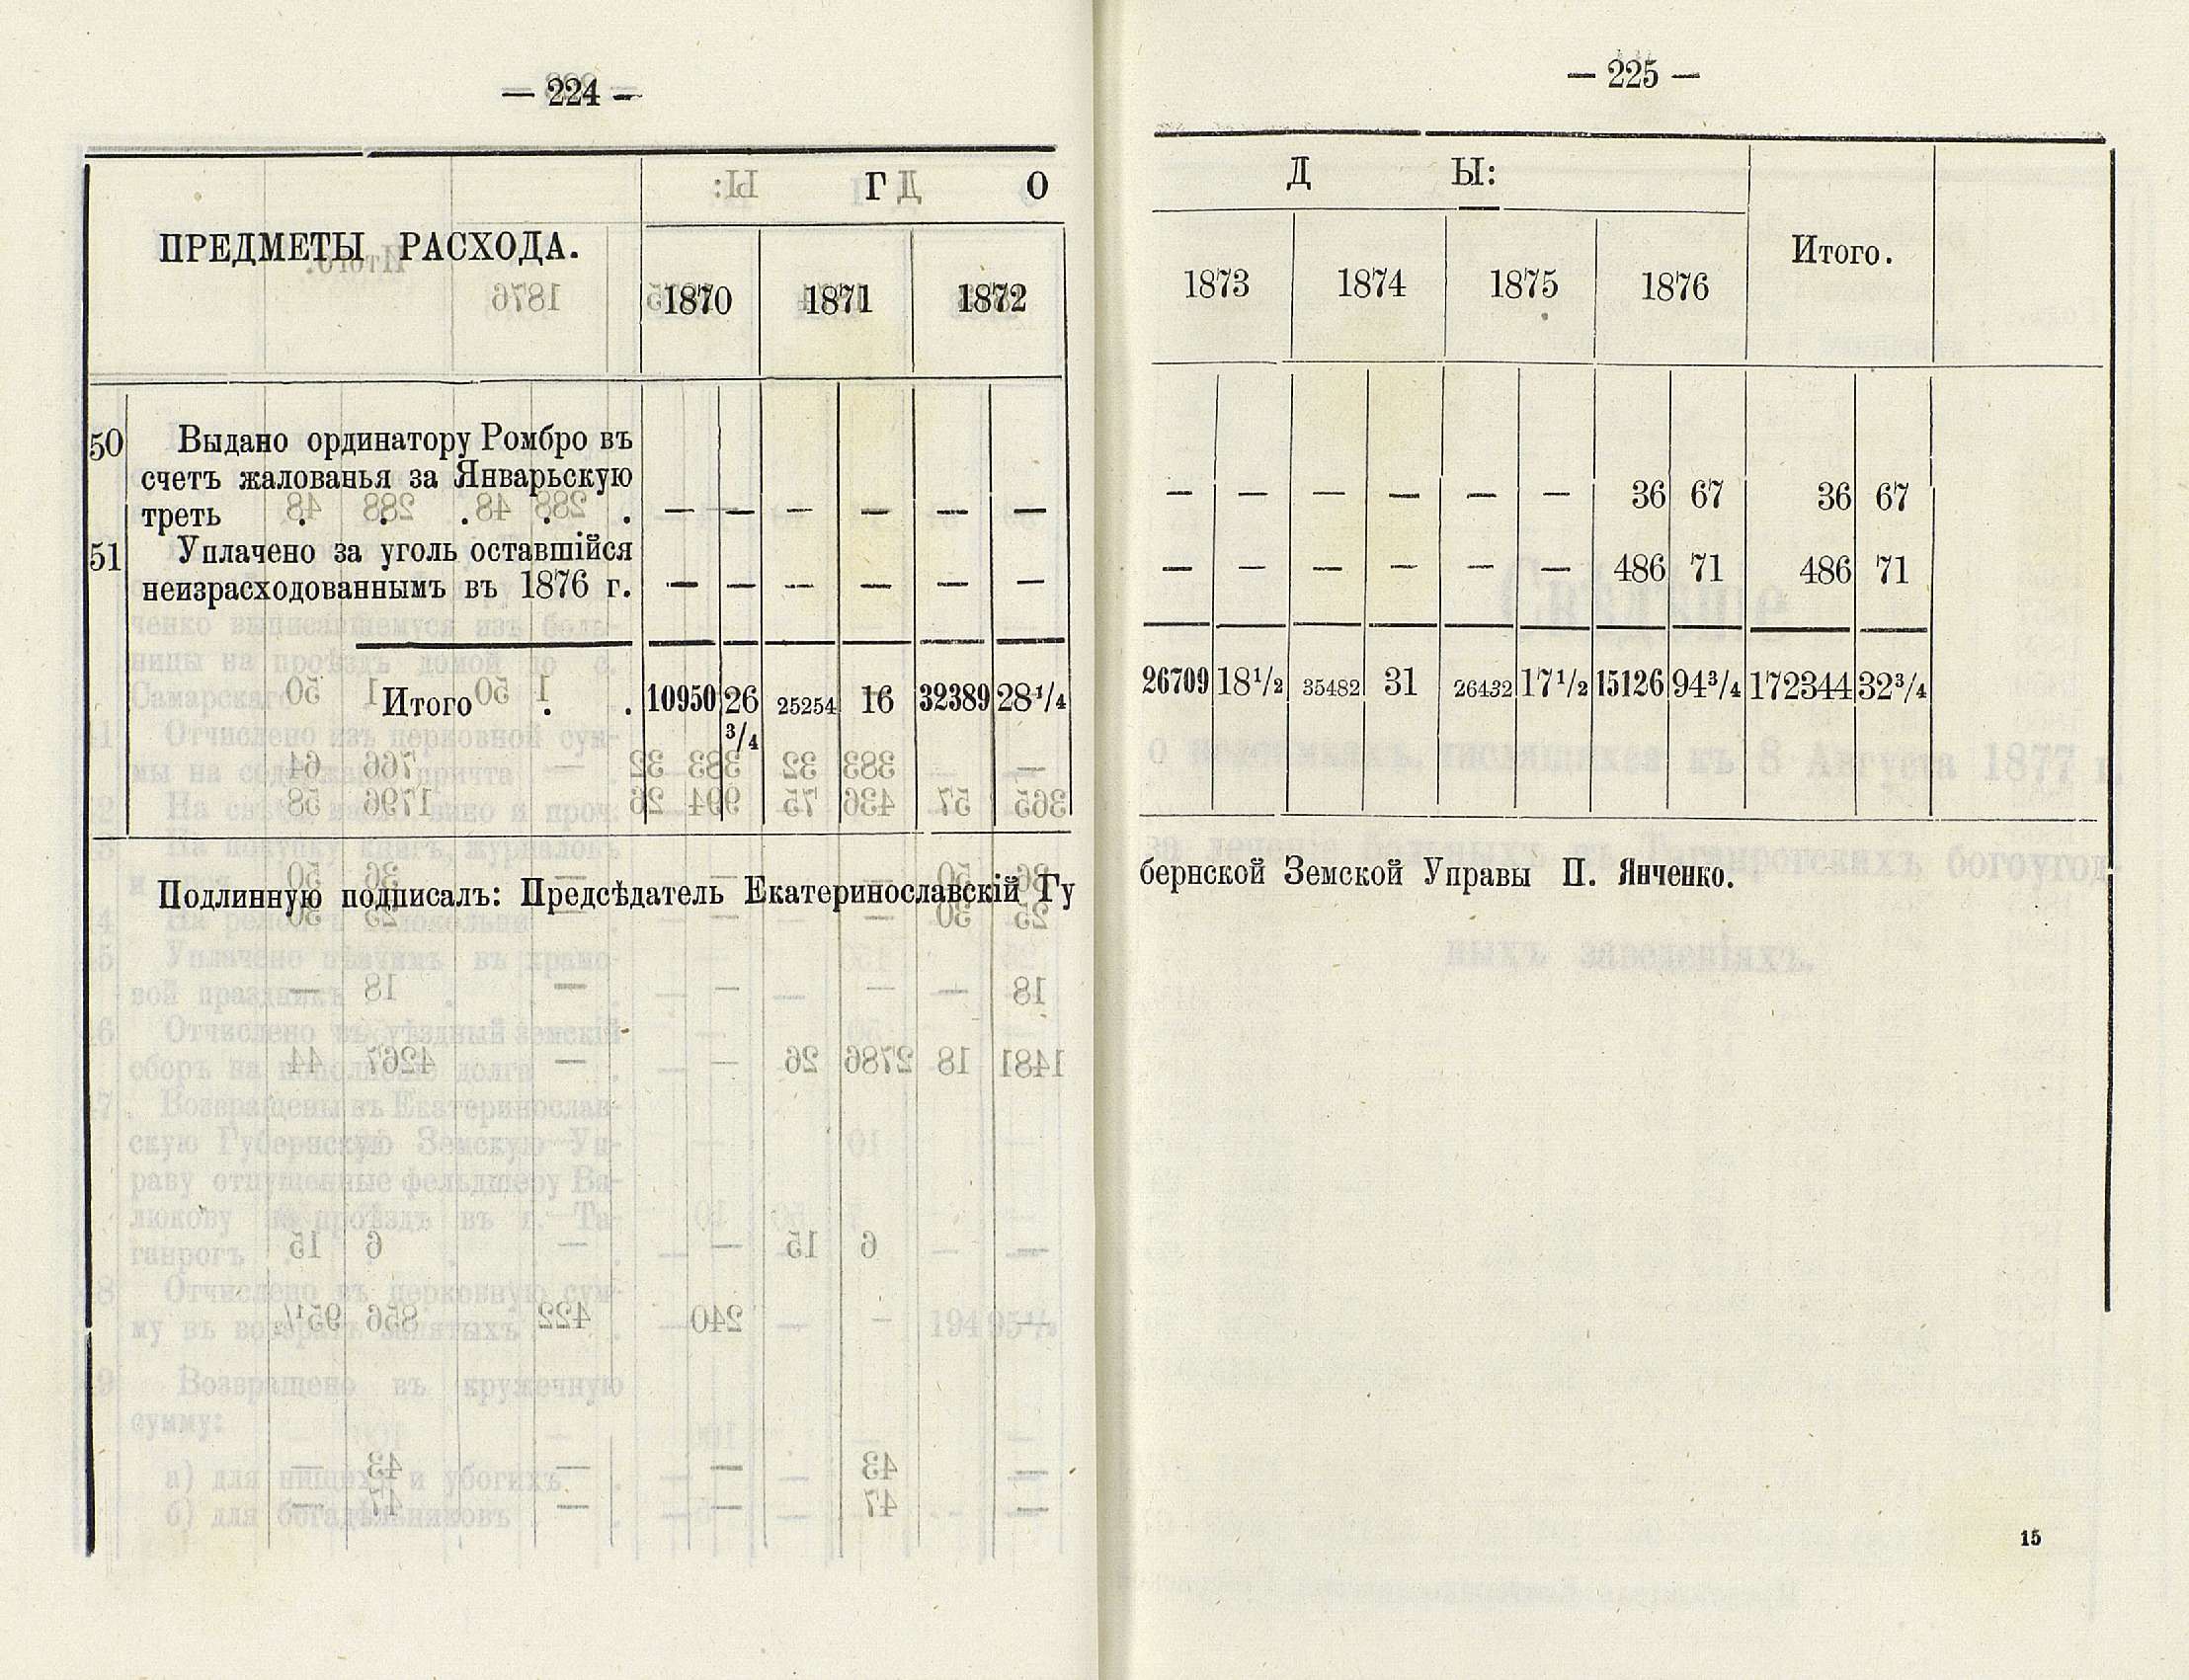 — 224 —
ПРЕДМЕТЫ РАСХОДА.
Г О
1870 1871 1872
50 Выдано ординатору Ромбро въ
счетъ жалованья за Январьскую
треть . . . . . — — — — — —
51 Уплачено за уголь оставшійся
неизрасходованнымъ въ 1876 г. — — — — — —
Итого . . 10950 26 3/4 25254 16 32389 28 1/4
Подлинную подписалъ: Предсѣдатель Екатеринославскій Гу
— 225 —
Д Ы:
Итого.
1873 1874 1875 1876
— — — — — — 36 67 36 67
— — — — — — 486 71 486 71
26709 18 1/2 35482 31 26432 17 1/2 15126 94 3/4 172344 32 3/4
бернской Земской Управы П. Янченко.
15